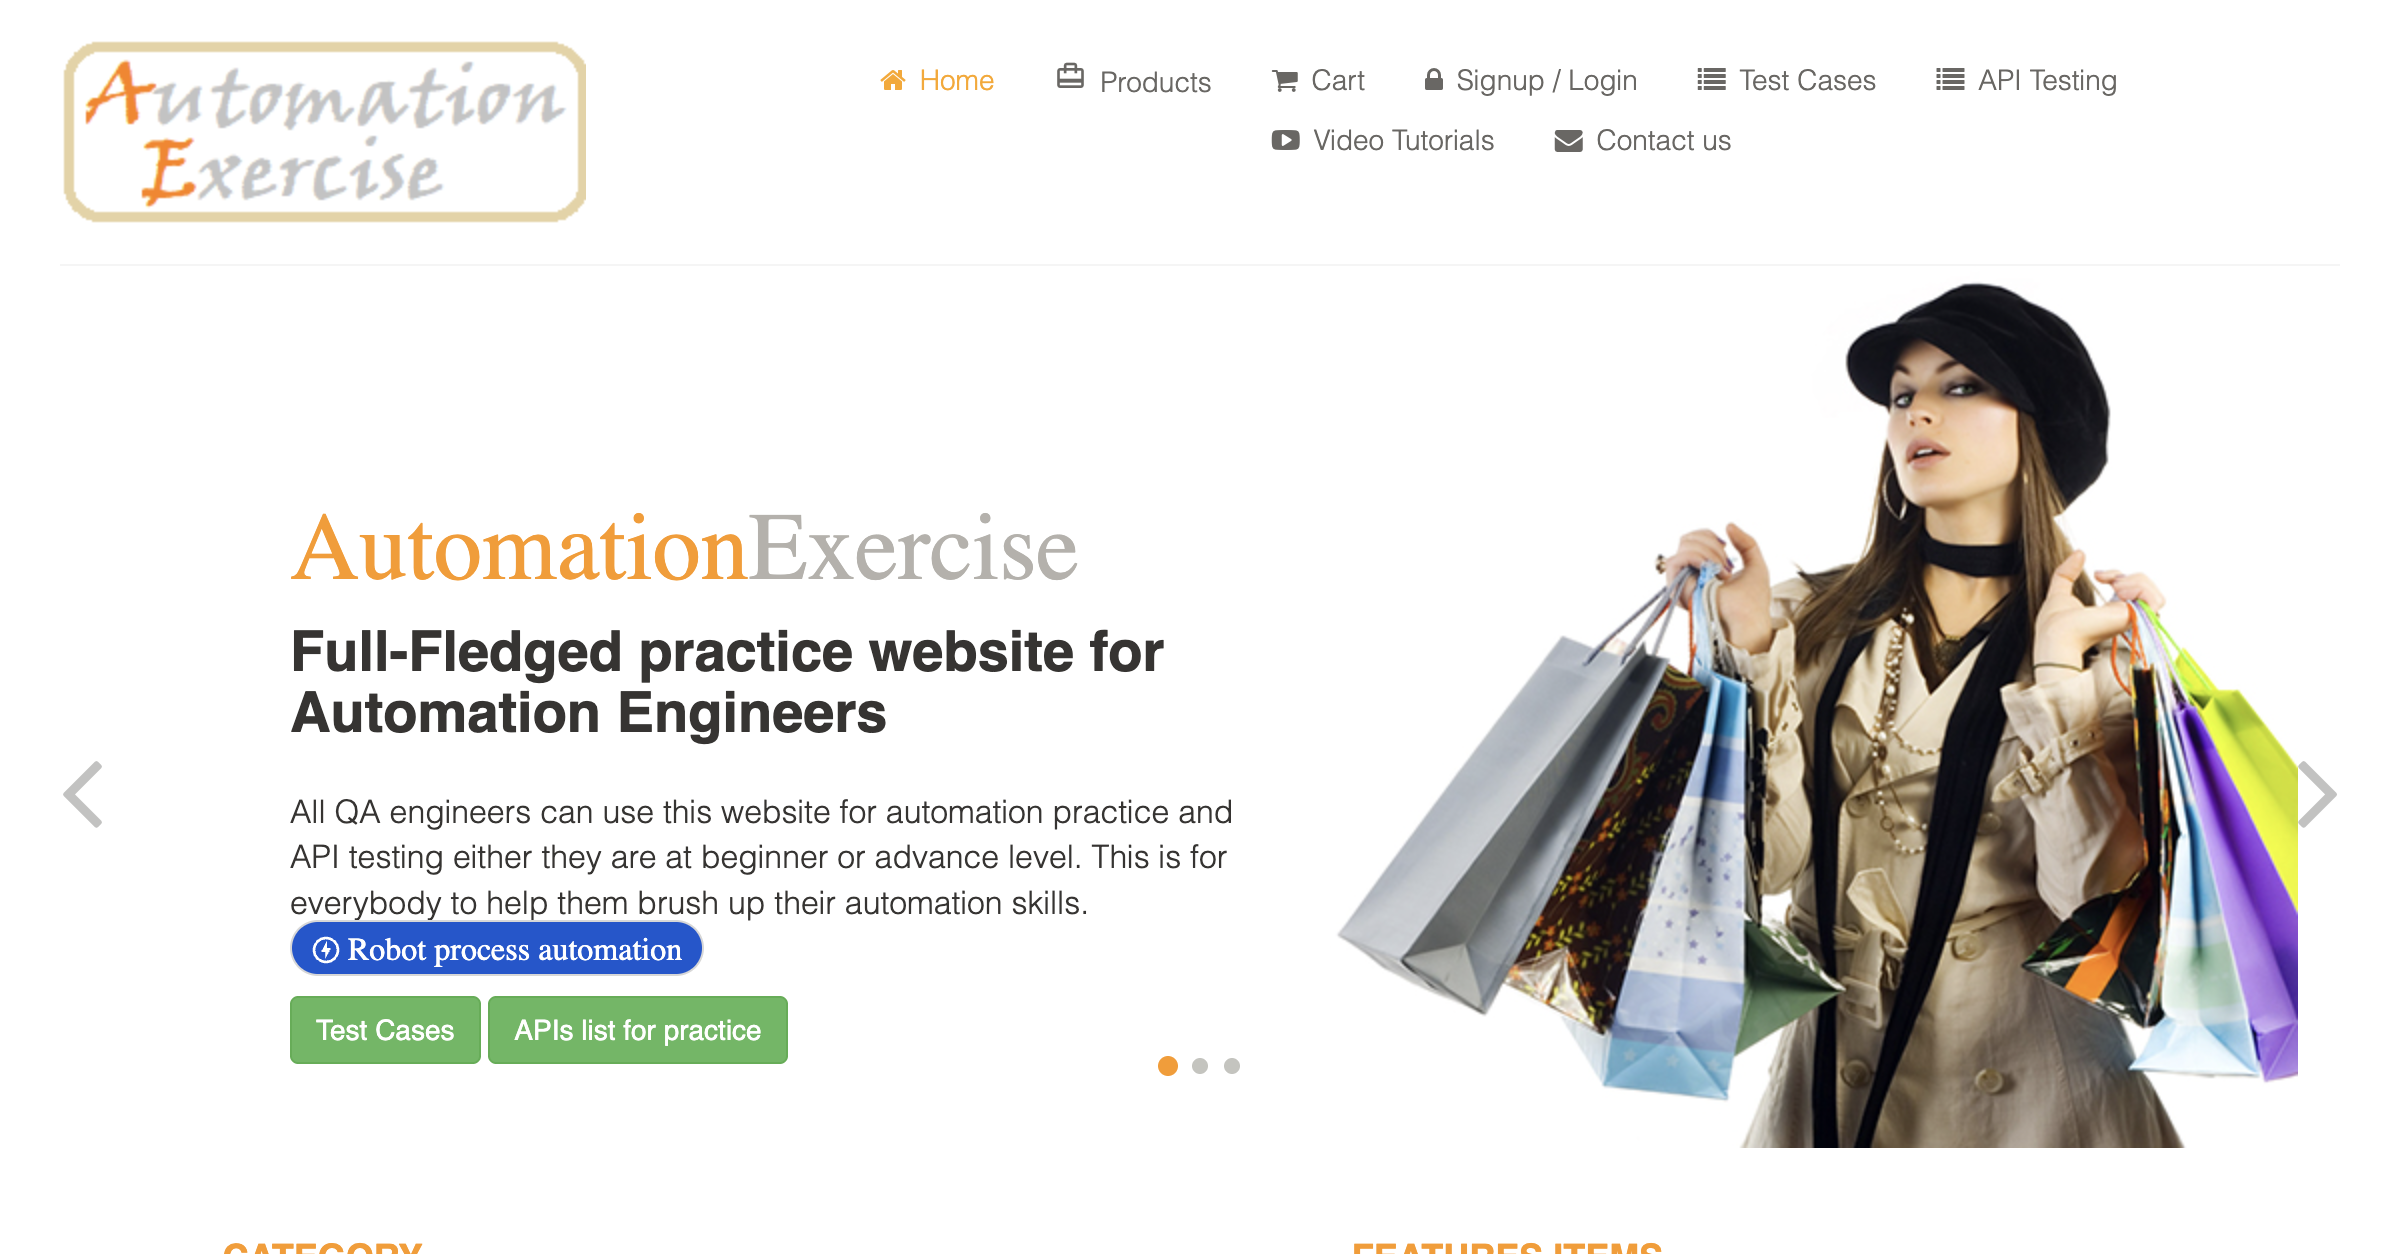 Automation
Exercise
Home
Products
Cart
Signup / Login
Test Cases
API Testing
Video Tutorials
Contact us
AutomationExercise
Full-Fledged practice website for
Automation Engineers
All QA engineers can use this website for automation practice and
API testing either they are at beginner or advance level. This is for
everybody to help them brush up their automation skills.
Robot process automation
Test Cases
APIs list for practice
CATEGORY
FEATURES ITEMS